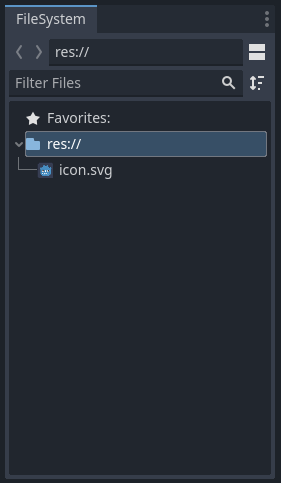 FileSystem
res://
Filter Files
Favorites:
res://
icon.svg